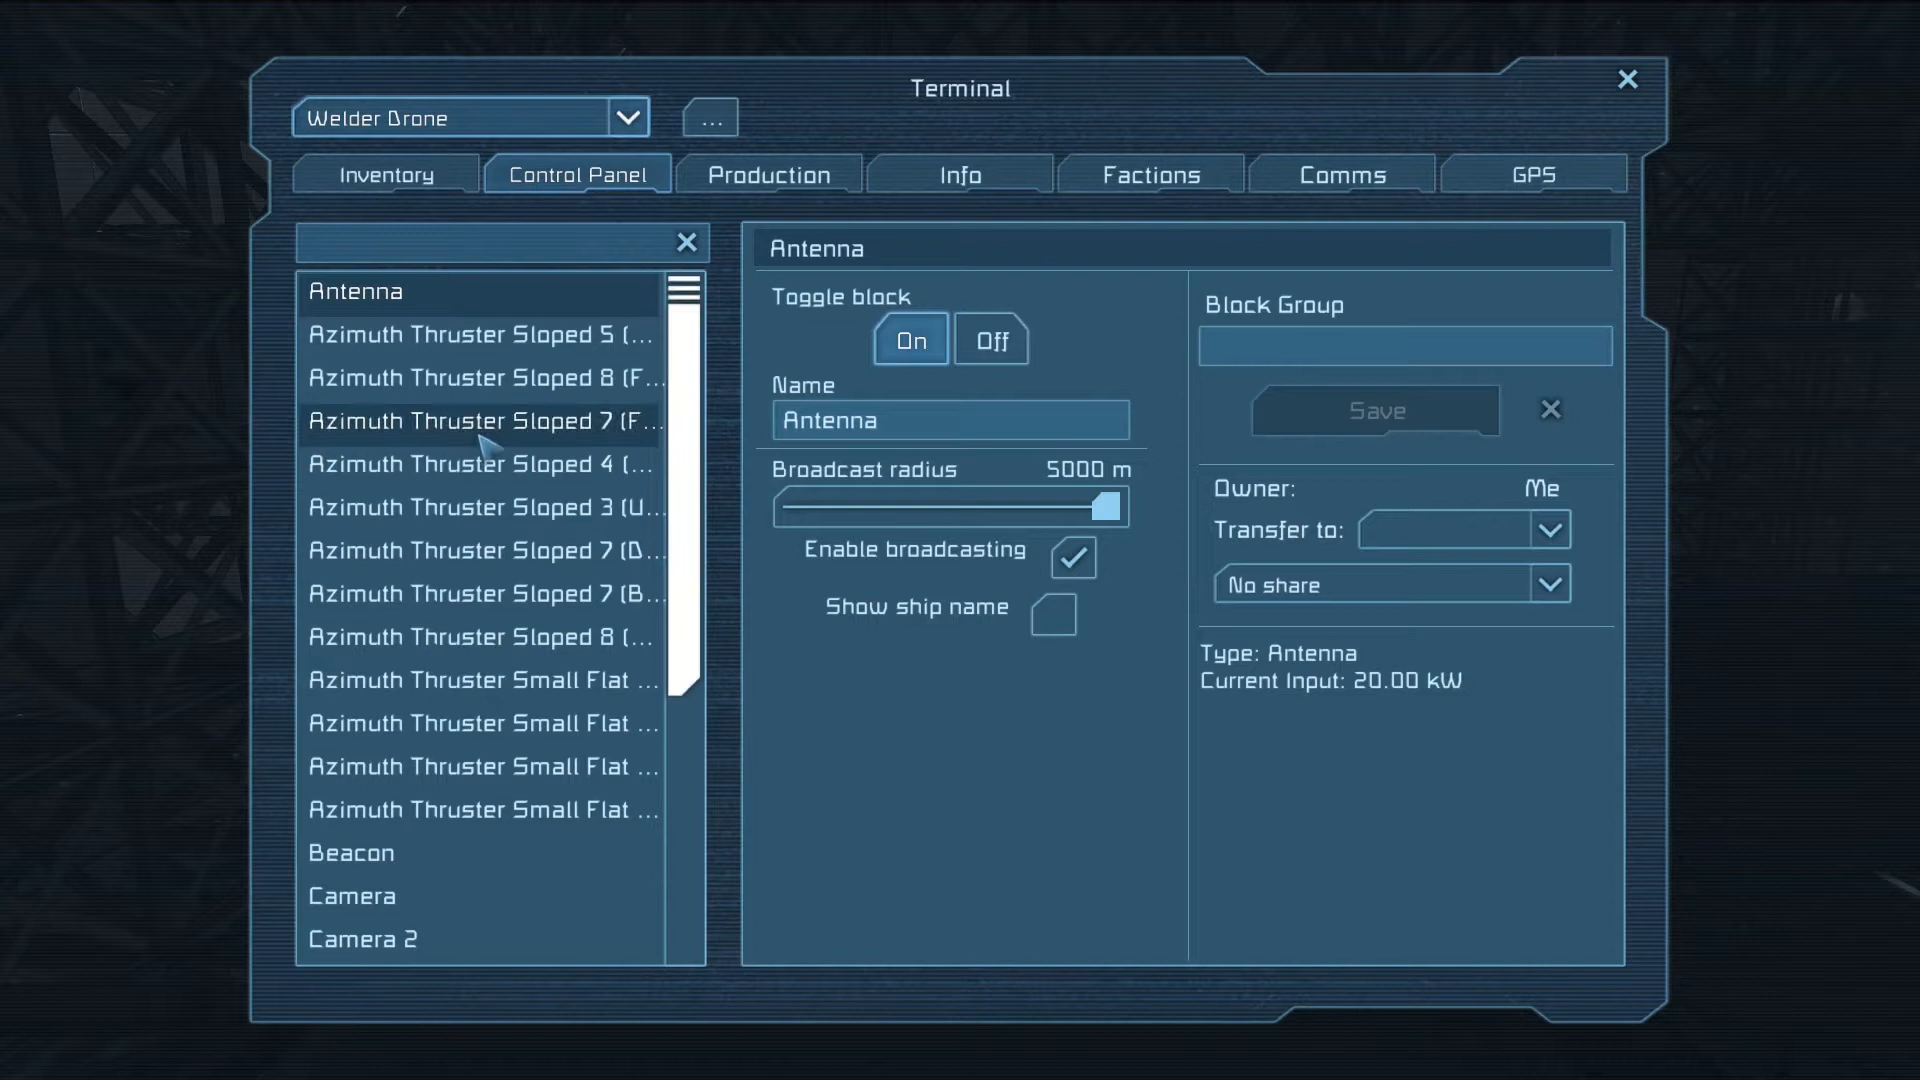 Terminal
Welder Drone
...
Inventory
Control Panel
Production
Info
Factions
Comms
GPS
Antenna
Azimuth Thruster Sloped 5 (...
Azimuth Thruster Sloped 8 (F...
Azimuth Thruster Sloped 7 (F...
Azimuth Thruster Sloped 4 (...
Azimuth Thruster Sloped 3 (U...
Azimuth Thruster Sloped 7 (D...
Azimuth Thruster Sloped 7 (B...
Azimuth Thruster Sloped 8 (...
Azimuth Thruster Small Flat ...
Azimuth Thruster Small Flat ...
Azimuth Thruster Small Flat ...
Azimuth Thruster Small Flat ...
Beacon
Camera
Camera 2
Antenna
Toggle block
On Off
Name
Antenna
Broadcast radius 5000 m
Enable broadcasting
Show ship name
Block Group
Save
Owner: Me
Transfer to:
No share
Type: Antenna
Current Input: 20.00 kW